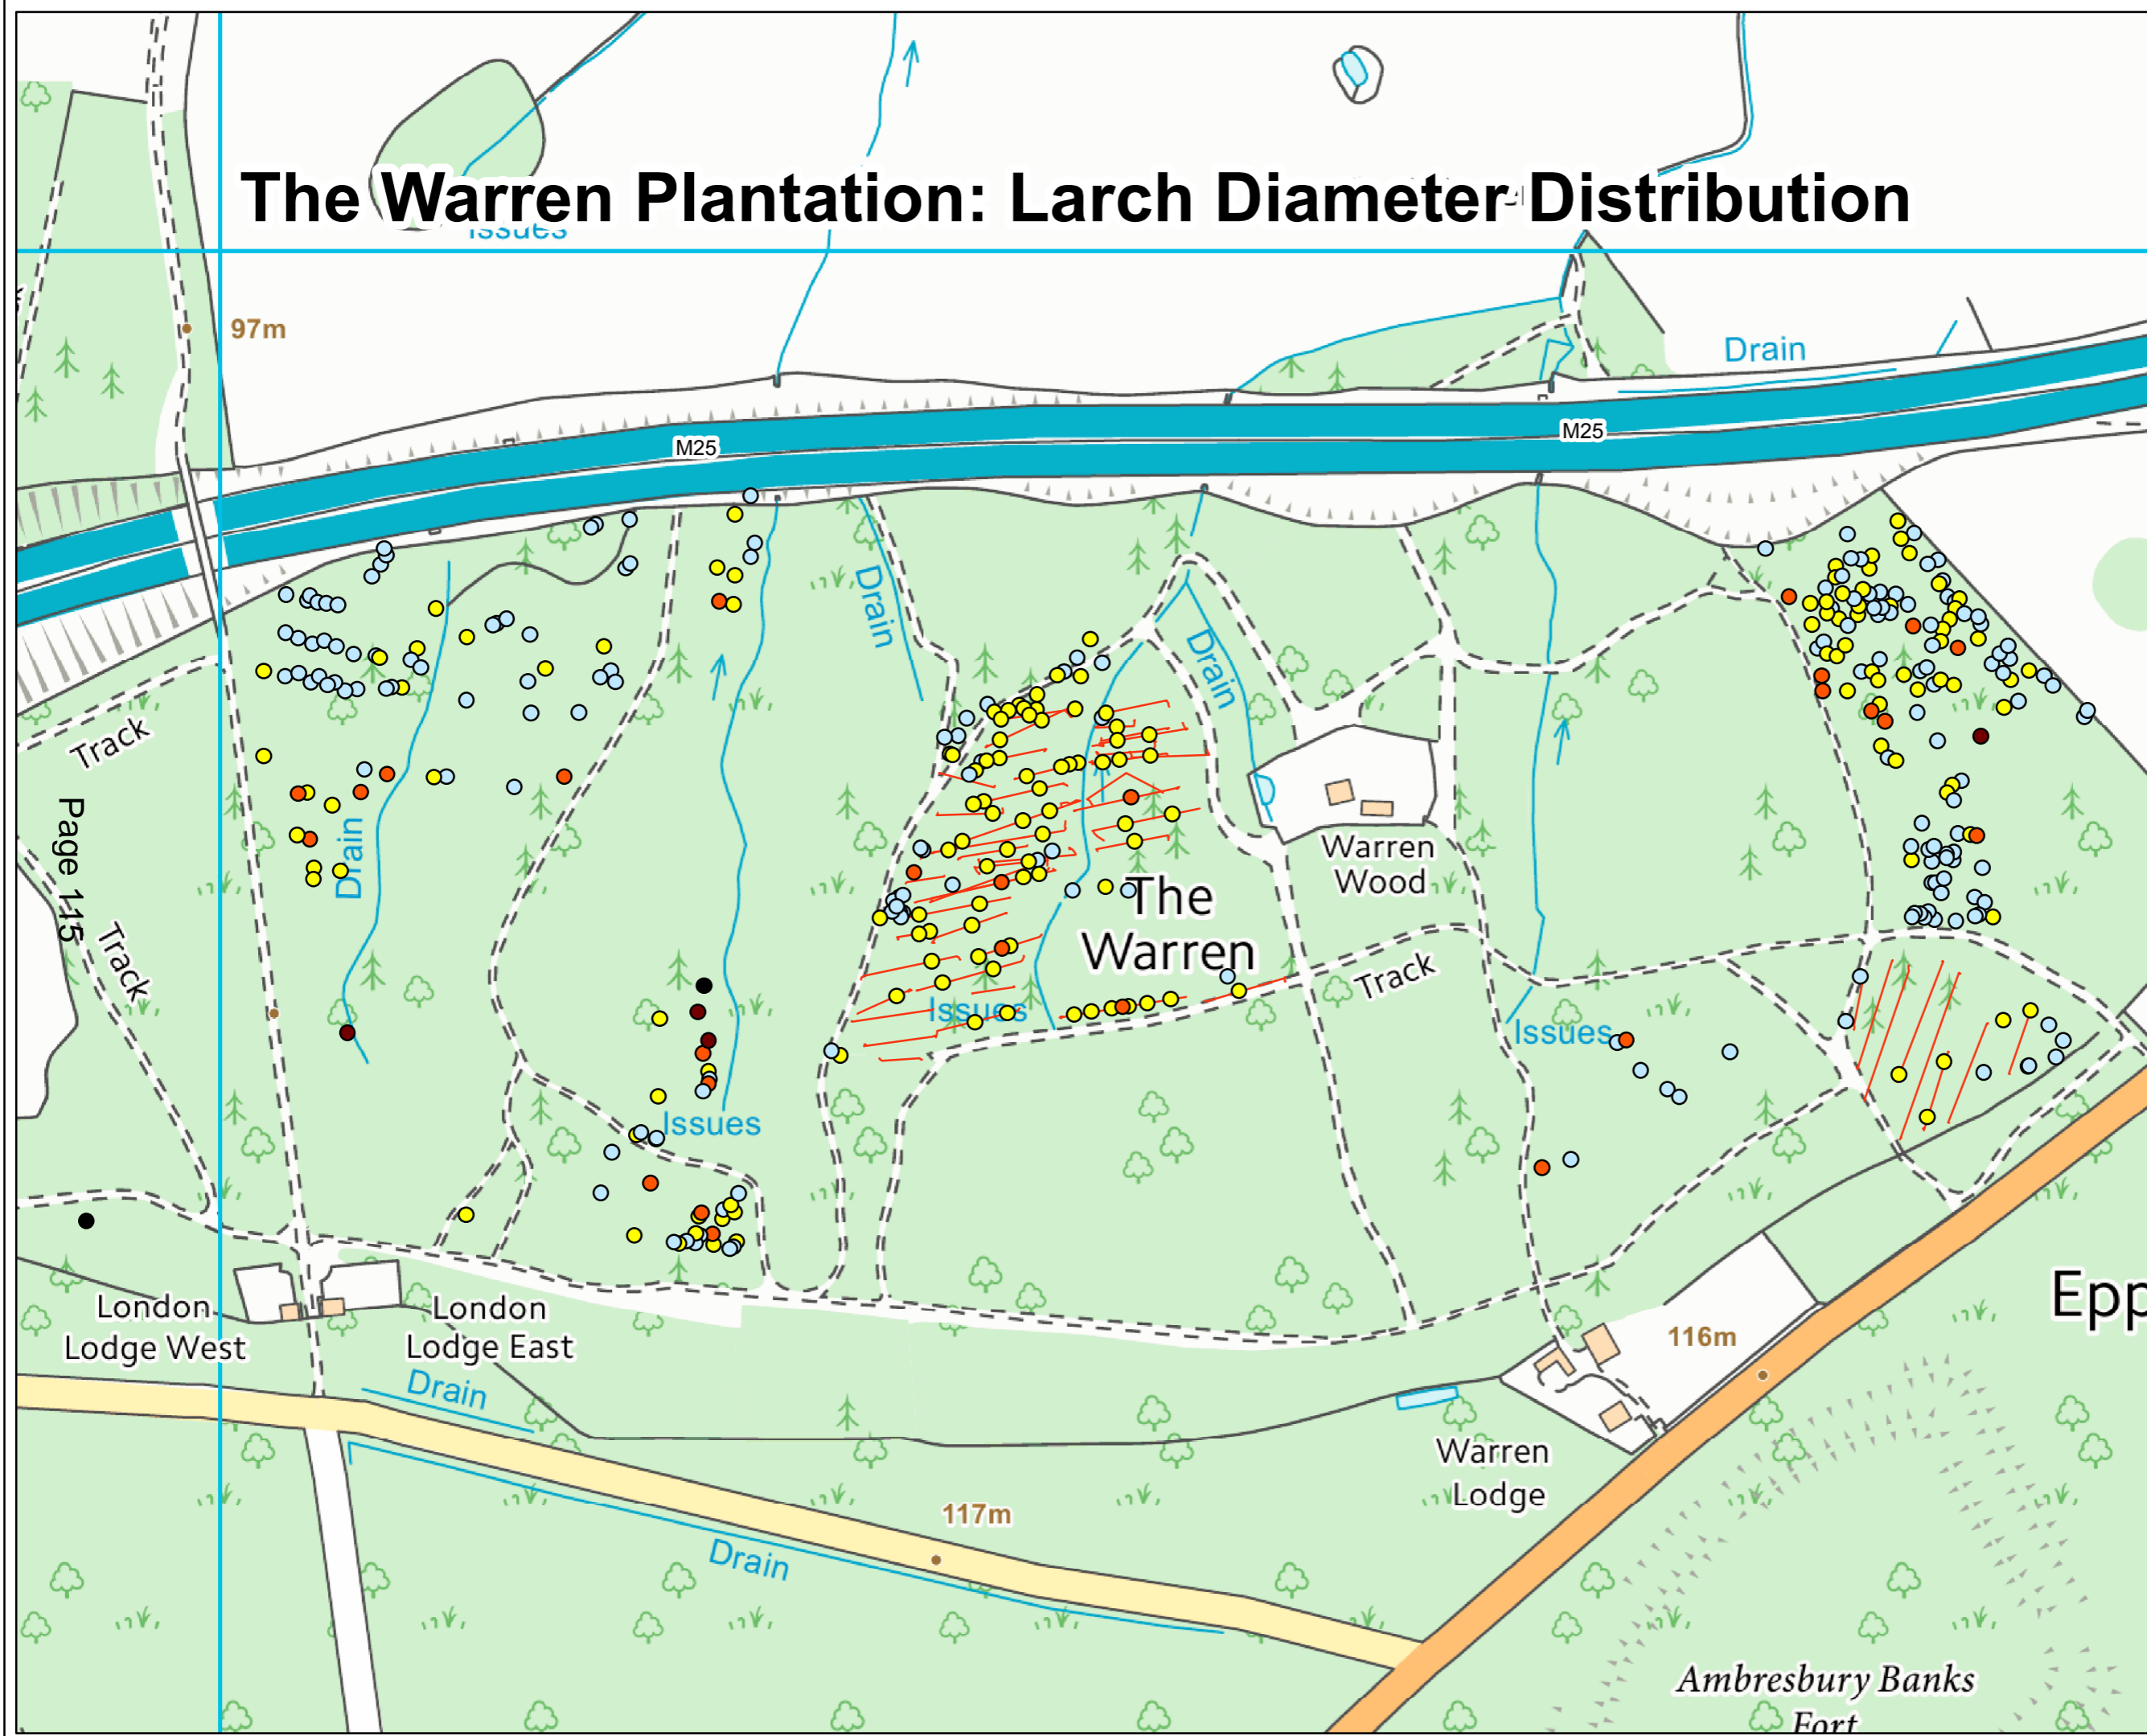 The Warren Plantation: Larch Diameter Distribution
Issues
97m
Drain
M25
M25
Drain
Drain
Track
Page 115
Drain
Track
Warren
Wood
The
Warren
Track
Issues
Issues
Issues
London
Lodge West
London
Lodge East
Epp
116m
Drain
Warren
Lodge
117m
Drain
Ambresbury Banks
Fort